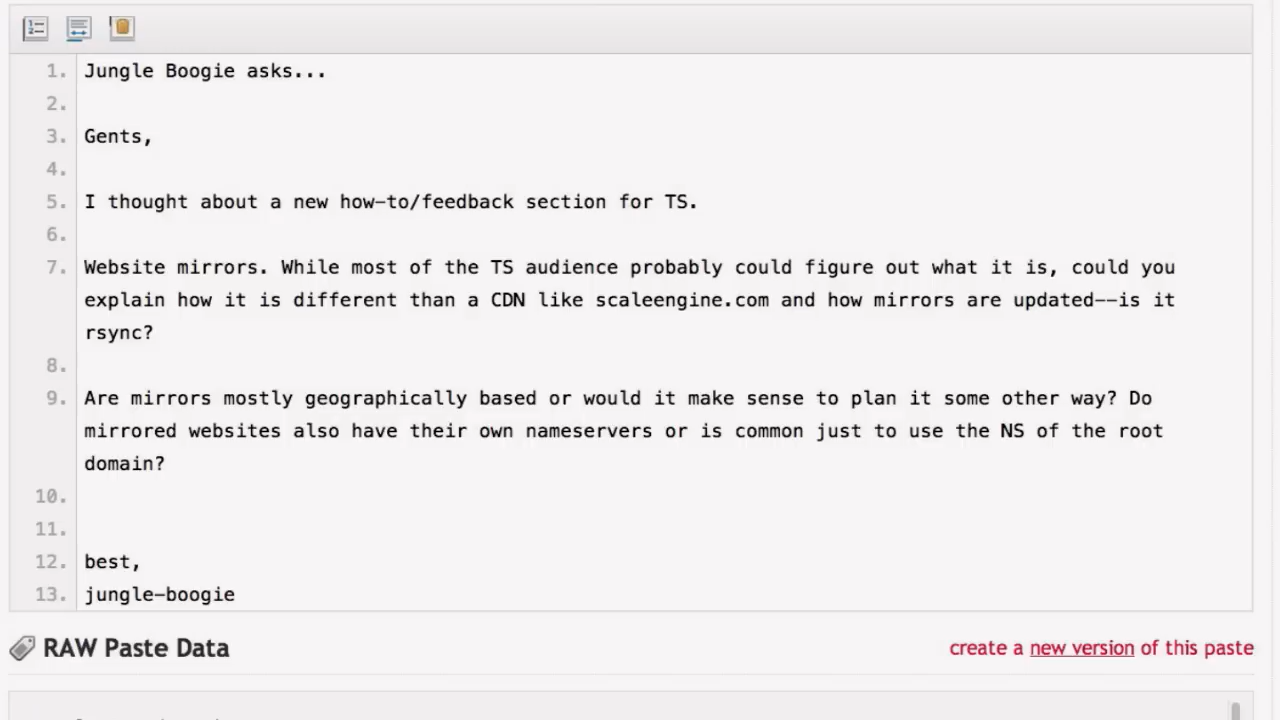 1. Jungle Boogie asks...
2.
3. Gents,
4.
5. I thought about a new how-to/feedback section for TS.
6.
7. Website mirrors. While most of the TS audience probably could figure out what it is, could you
explain how it is different than a CDN like scaleengine.com and how mirrors are updated--is it
rsync?
8.
9. Are mirrors mostly geographically based or would it make sense to plan it some other way? Do
mirrored websites also have their own nameservers or is common just to use the NS of the root
domain?
10.
11.
12. best,
13. jungle-boogie
RAW Paste Data
create a new version of this paste